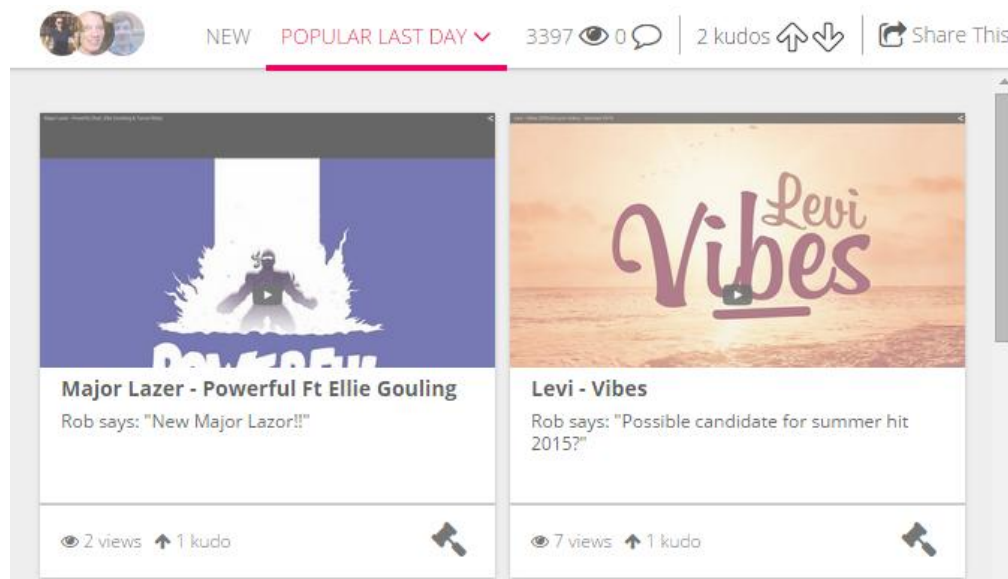 NEW POPULAR LAST DAY 3397 0 2 kudos Share This
Levi
Vibes
POWERFUL
Major Lazer - Powerful Ft Ellie Gouling
Rob says: "New Major Lazor!!"
Levi - Vibes
Rob says: "Possible candidate for summer hit
2015?"
2 views 1 kudo
7 views 1 kudo